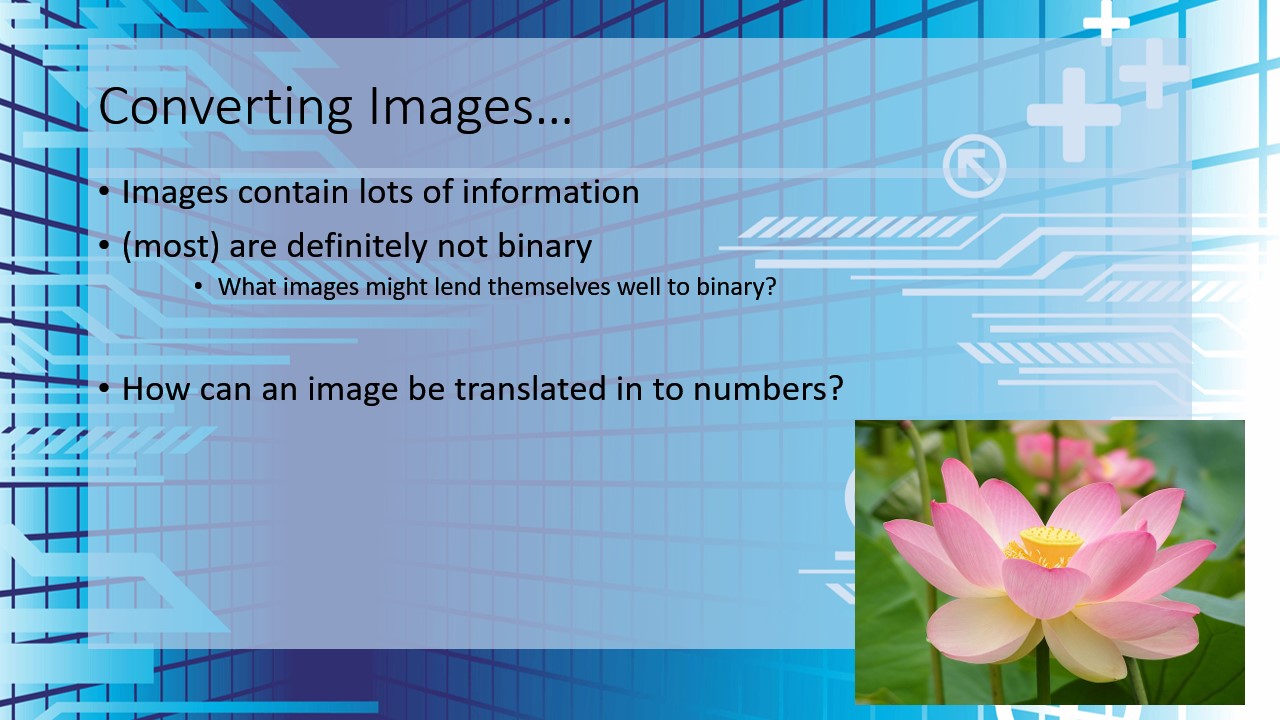 Converting Images…
• Images contain lots of information
• (most) are definitely not binary
• What images might lend themselves well to binary?
• How can an image be translated in to numbers?